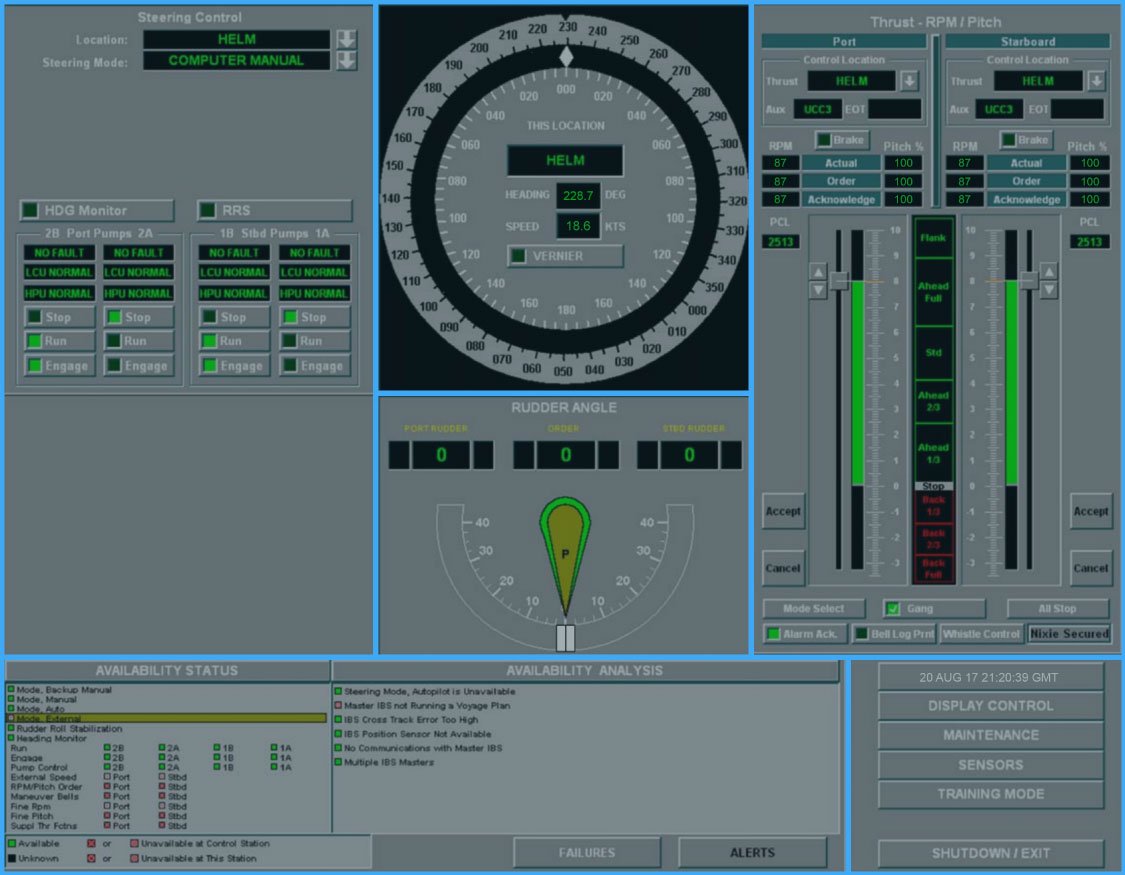 Steering Control
Location: HELM
Steering Mode: COMPUTER MANUAL
HDG Monitor RRS
2B Port Pumps 2A 1B Stbd Pumps 1A
NO FAULT NO FAULT NO FAULT NO FAULT
LCU NORMAL LCU NORMAL LCU NORMAL LCU NORMAL
HPU NORMAL HPU NORMAL HPU NORMAL HPU NORMAL
Stop Stop Stop Stop
Run Run Run Run
Engage Engage Engage Engage
230 240 250 260 270 280 290 300 310 320 330 340 350 000 010 020 030 040 050 060 070 080 090 100 110 120 130 140 150 160 170 180 190 200 210 220
000 020 040 060 080 100 120 140 160 180 160 140 120 100 080 060 040 020
THIS LOCATION
HELM
HEADING 228.7 DEG
SPEED 18.6 KTS
VERNIER
RUDDER ANGLE
PORT RUDDER ORDER STBD RUDDER
0 0 0
40 40
30 30
20 20
10 10
P
Thrust - RPM / Pitch
Port Starboard
Control Location Control Location
Thrust HELM Thrust HELM
Aux UCC3 EOT Aux UCC3 EOT
Brake Brake
RPM Pitch % RPM Pitch %
87 Actual 100 87 Actual 100
87 Order 100 87 Order 100
87 Acknowledge 100 87 Acknowledge 100
PCL PCL
2513 2513
10 10
9 9
8 8
7 7
6 6
5 5
4 4
3 3
2 2
1 1
0 0
-1 -1
-2 -2
-3 -3
Flank
Ahead
Full
Std
Ahead
2/3
Ahead
1/3
Stop
Back
1/3
Back
2/3
Back
Full
Accept Accept
Cancel Cancel
Mode Select Gang All Stop
Alarm Ack. Bell Log Prnt Whistle Control Nixie Secured
AVAILABILITY STATUS
Mode, Backup Manual
Mode, Manual
Mode, Auto
Mode, External
Rudder Roll Stabilization
Heading Monitor
Run 2B 2A 1B 1A
Engage 2B 2A 1B 1A
Pump Control 2B 2A 1B 1A
External Speed Port Stbd
RPM/Pitch Order Port Stbd
Maneuver Bells Port Stbd
Fine Rpm Port Stbd
Fine Pitch Port Stbd
Suppl Thr Fctns Port Stbd
Available or Unavailable at Control Station
Unknown or Unavailable at This Station
AVAILABILITY ANALYSIS
Steering Mode, Autopilot is Unavailable
Master IBS not Running a Voyage Plan
IBS Cross Track Error Too High
IBS Position Sensor Not Available
No Communications with Master IBS
Multiple IBS Masters
FAILURES ALERTS
20 AUG 17 21:20:39 GMT
DISPLAY CONTROL
MAINTENANCE
SENSORS
TRAINING MODE
SHUTDOWN / EXIT